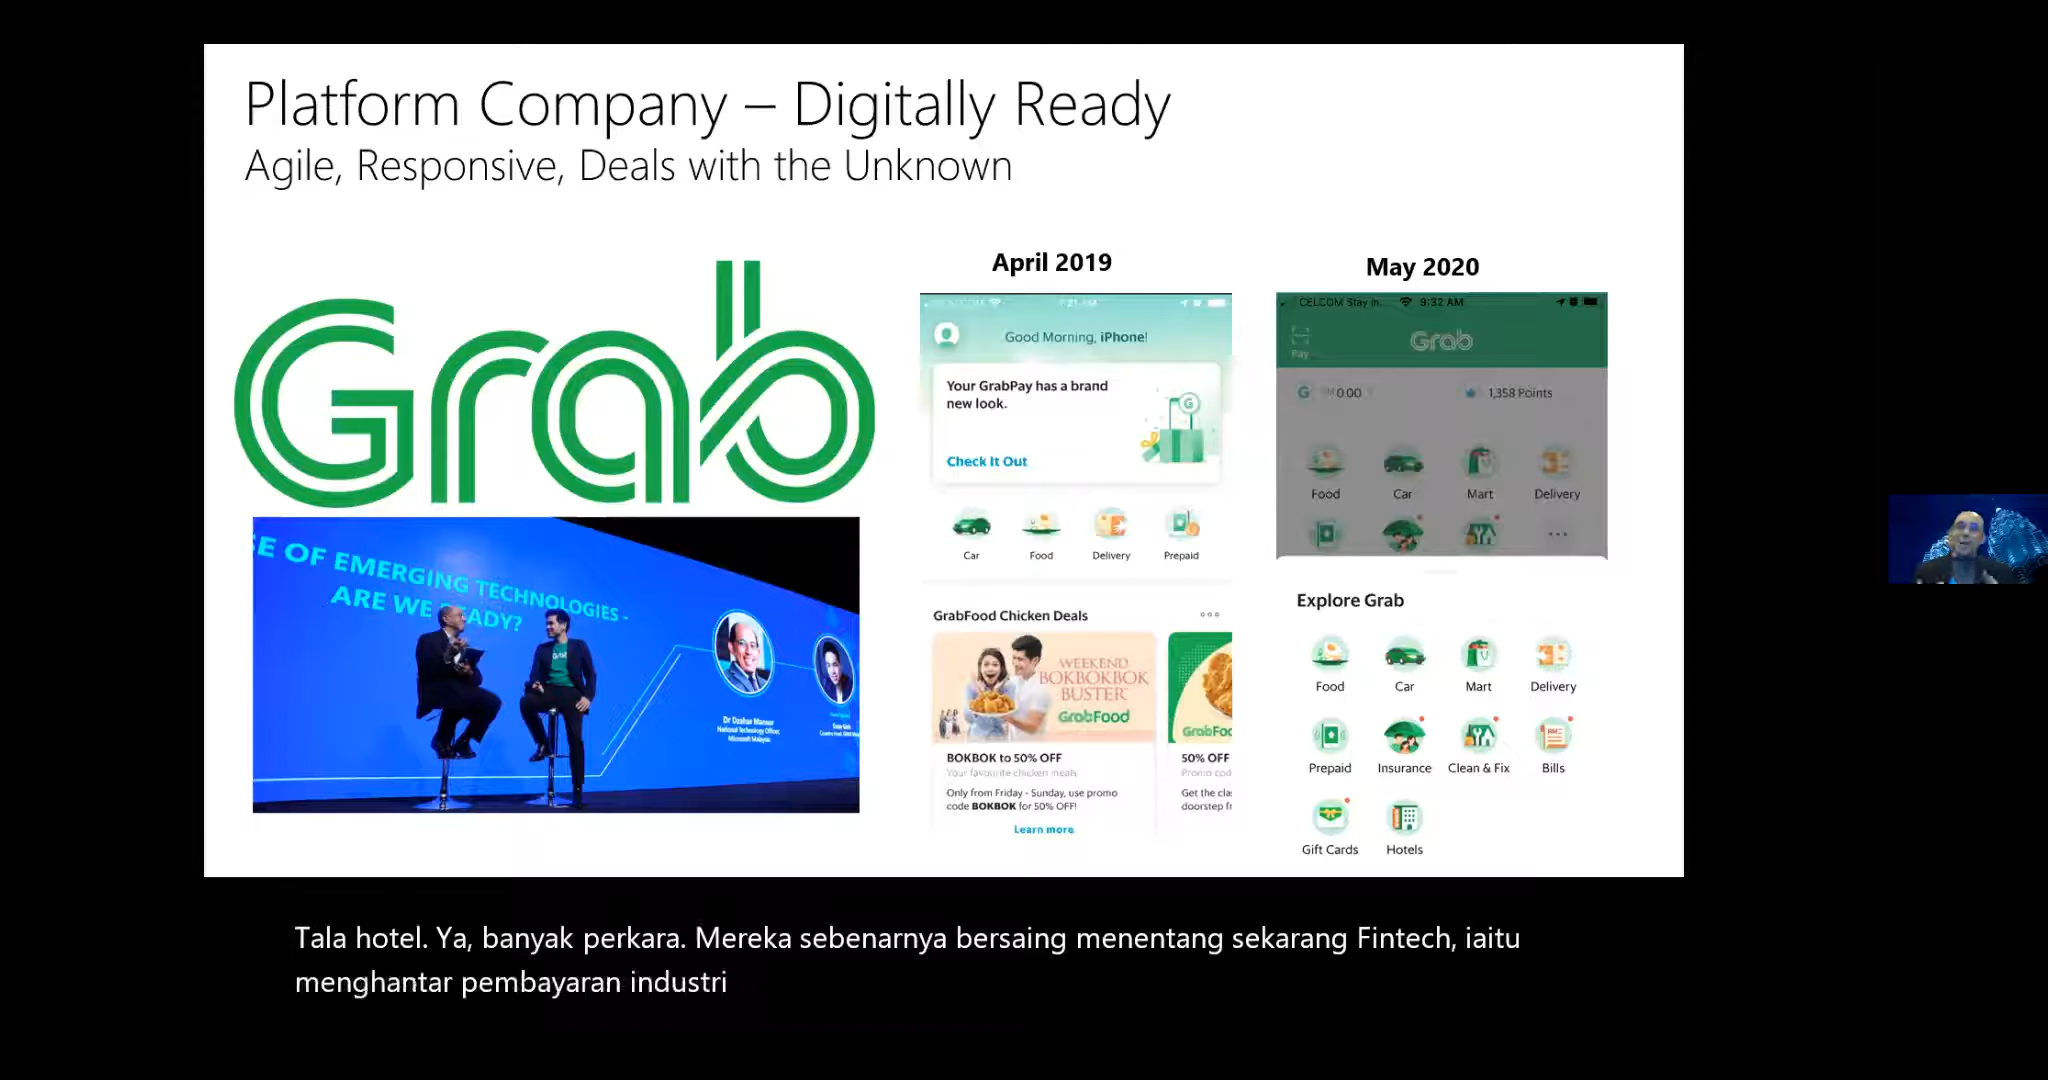 Platform Company – Digitally Ready
Agile, Responsive, Deals with the Unknown
Grab
SE OF EMERGING TECHNOLOGIES -
ARE WE READY?
Dr Dzahar Mansor
National Technology Officer,
Microsoft Malaysia
April 2019
Good Morning, iPhone!
Your GrabPay has a brand
new look.
Check It Out
Car Food Delivery Prepaid
GrabFood Chicken Deals
WEEKEND
BOKBOKBOK
BUSTER
GrabFood
BOKBOK to 50% OFF
Your favourite chicken meals
Only from Friday - Sunday, use promo
code BOKBOK for 50% OFF!
Learn more
GrabFoo
50% OFF
Promo cod
Get the cla
doorstep fr
May 2020
CELCOM Stay in.. 9:32 AM
Pay
Grab
0.00 1,358 Points
Food Car Mart Delivery
Explore Grab
Food Car Mart Delivery
Prepaid Insurance Clean & Fix Bills
Gift Cards Hotels
Tala hotel. Ya, banyak perkara. Mereka sebenarnya bersaing menentang sekarang Fintech, iaitu
menghantar pembayaran industri